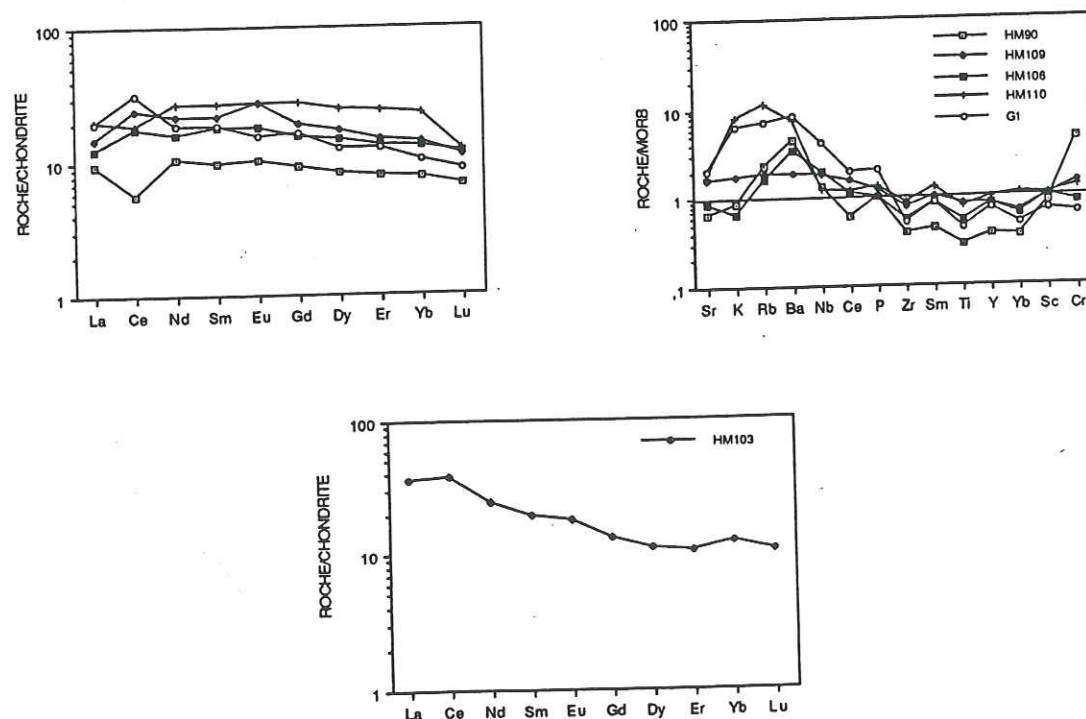 100
10
1
ROCHE/CHONDRITE
La Ce Nd Sm Eu Gd Dy Er Yb Lu
100
10
1
,1
ROCHE/MORB
HM90
HM109
HM106
HM110
G1
Sr K Rb Ba Nb Ce P Zr Sm Ti Y Yb Sc Cr
100
10
1
ROCHE/CHONDRITE
HM103
La Ce Nd Sm Eu Gd Dy Er Yb Lu